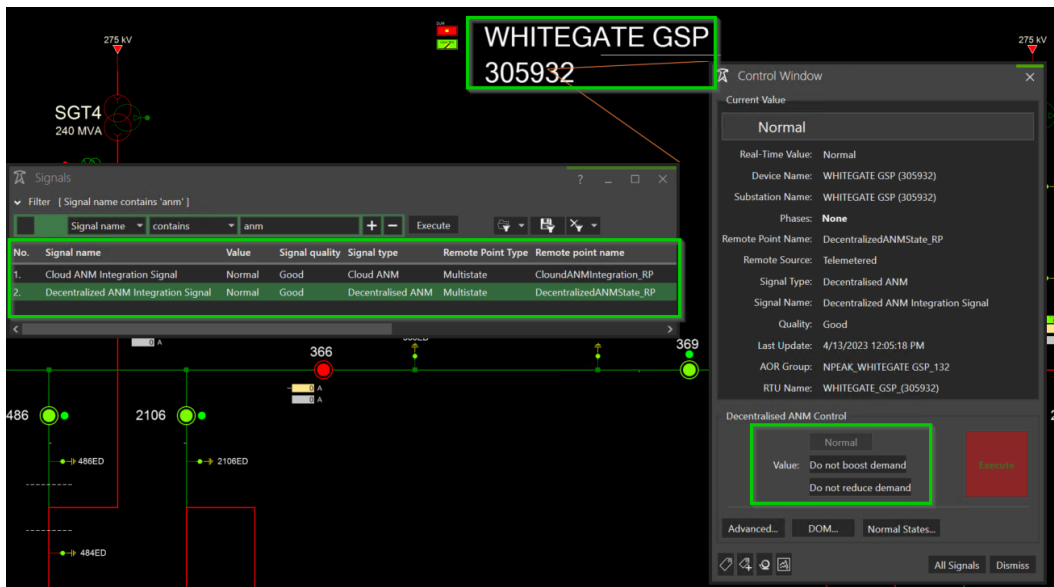 275 kV
WHITEGATE GSP
305932
275 kV
SGT4
240 MVA
Signals
Filter [ Signal name contains 'anm' ]
Signal name contains anm Execute
No. Signal name Value Signal quality Signal type Remote Point Type Remote point name
1. Cloud ANM Integration Signal Normal Good Cloud ANM Multistate CloundANMIntegration_RP
2. Decentralized ANM Integration Signal Normal Good Decentralised ANM Multistate DecentralizedANMState_RP
0 A
366
369
0 A
0 A
486
2106
486ED
2106ED
484ED
Control Window
Current Value
Normal
Real-Time Value: Normal
Device Name: WHITEGATE GSP (305932)
Substation Name: WHITEGATE GSP (305932)
Phases: None
Remote Point Name: DecentralizedANMState_RP
Remote Source: Telemetered
Signal Type: Decentralised ANM
Signal Name: Decentralized ANM Integration Signal
Quality: Good
Last Update: 4/13/2023 12:05:18 PM
AOR Group: NPEAK_WHITEGATE GSP_132
RTU Name: WHITEGATE_GSP_(305932)
Decentralised ANM Control
Normal
Value: Do not boost demand
Do not reduce demand
Execute
Advanced... DOM... Normal States...
All Signals Dismiss